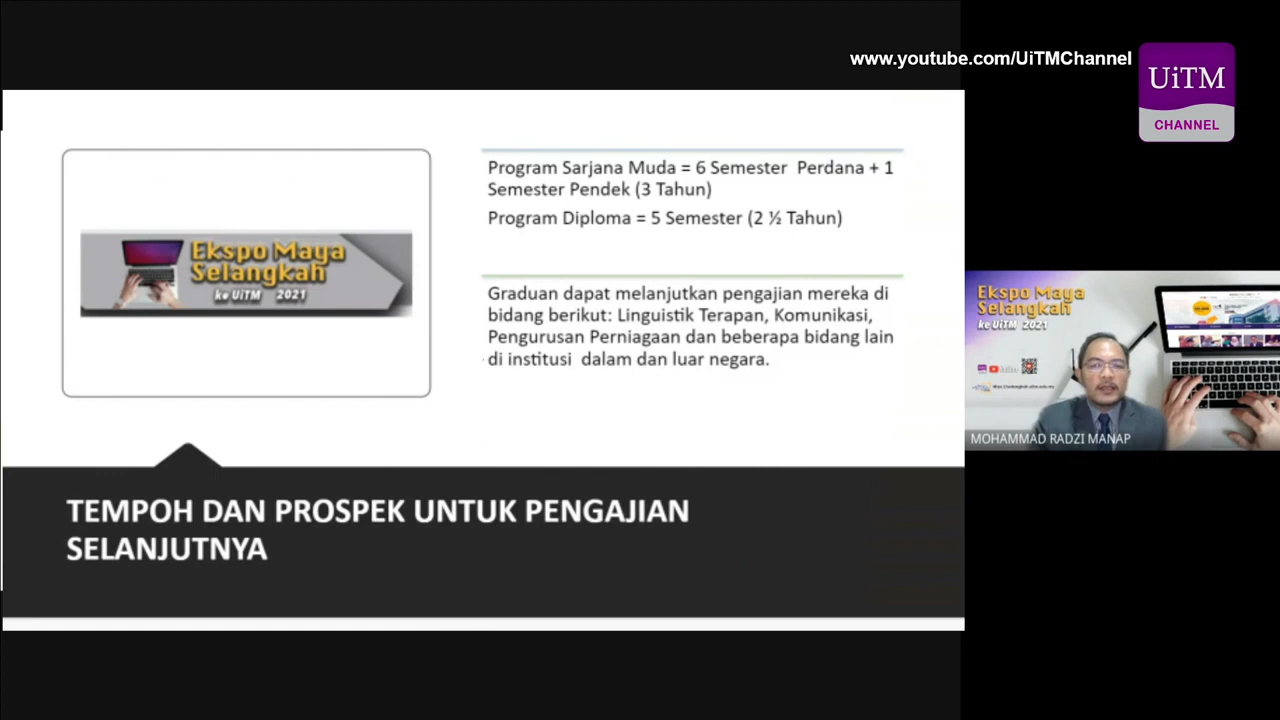 www.youtube.com/UiTMChannel
UiTM
CHANNEL
Program Sarjana Muda = 6 Semester Perdana + 1
Semester Pendek (3 Tahun)
Program Diploma = 5 Semester (2 ½ Tahun)
Ekspo Maya
Selangkah
ke UiTM 2021
Graduan dapat melanjutkan pengajian mereka di
bidang berikut: Linguistik Terapan, Komunikasi,
Pengurusan Perniagaan dan beberapa bidang lain
di institusi dalam dan luar negara.
TEMPOH DAN PROSPEK UNTUK PENGAJIAN
SELANJUTNYA
Ekspo Maya
Selangkah
ke UiTM 2021
MOHAMMAD RADZI MANAP